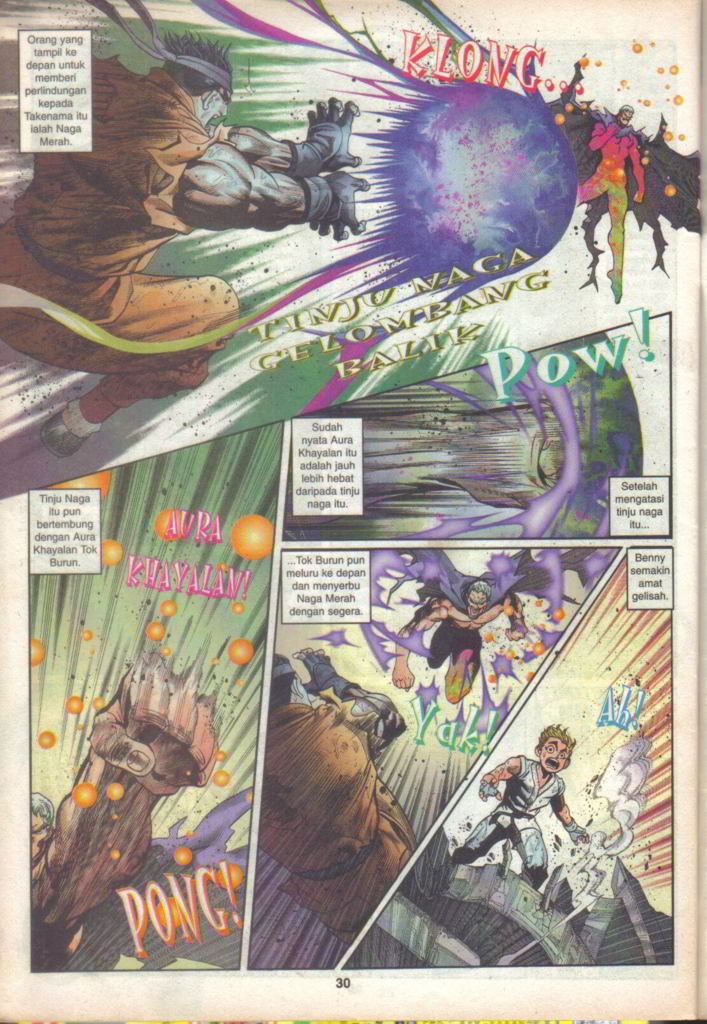 Orang yang
tampil ke
depan untuk
memberi
perlindungan
kepada
Takenama itu
ialah Naga
Merah.
KLONG...
TINJU NAGA
GELOMBANG
BALIK
POW!
Sudah
nyata Aura
Khayalan itu
adalah jauh
lebih hebat
daripada tinju
naga itu.
Setelah
mengatasi
tinju naga
itu...
Tinju Naga
itu pun
bertembung
dengan Aura
Khayalan Tok
Burun.
AURA
KHAYALAN!
PONG!
...Tok Burun pun
meluru ke depan
dan menyerbu
Naga Merah
dengan segera.
Yak!
Benny
semakin
amat
gelisah.
Ah!
30